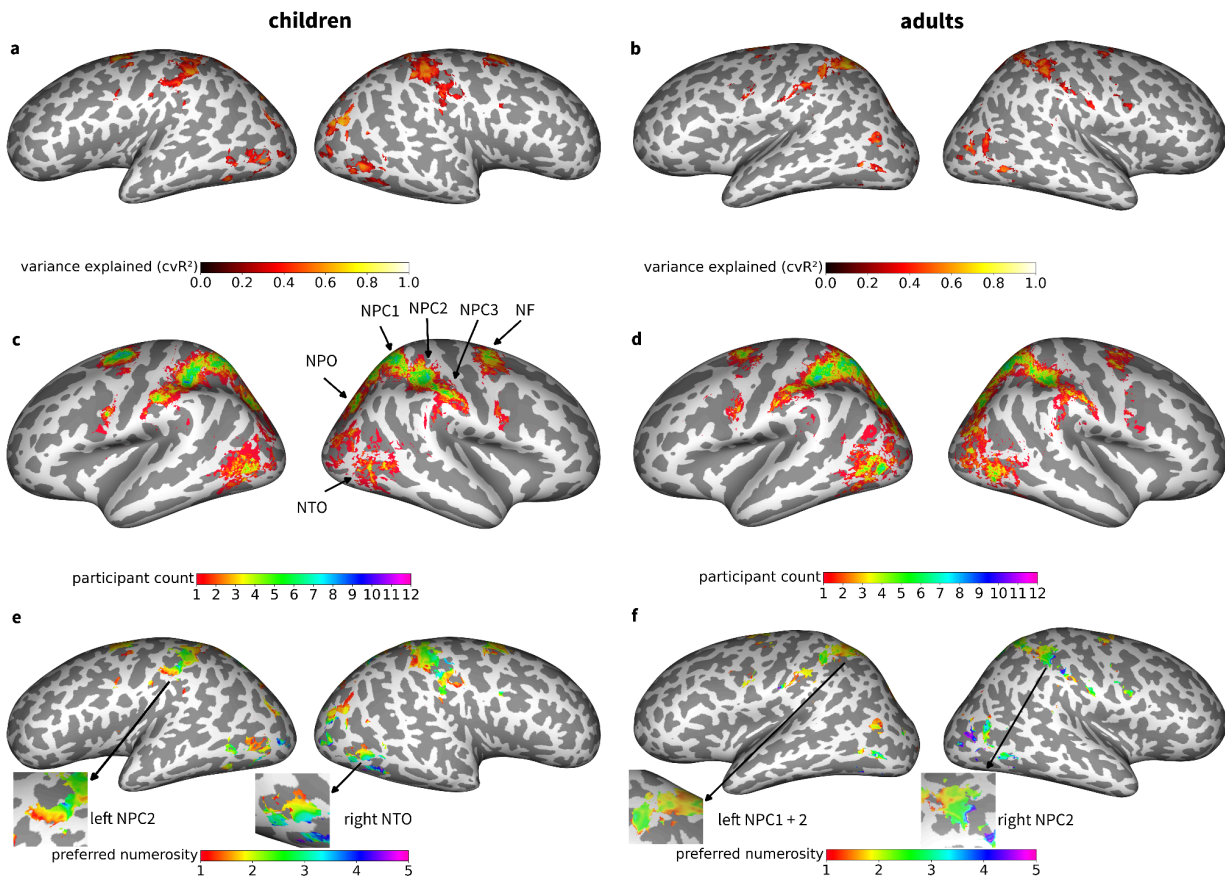 children
adults
a
b
variance explained (cvR²)
0.0 0.2 0.4 0.6 0.8 1.0
variance explained (cvR²)
0.0 0.2 0.4 0.6 0.8 1.0
c
NPO
NPC1
NPC2
NPC3
NF
NTO
d
participant count
1 2 3 4 5 6 7 8 9 10 11 12
participant count
1 2 3 4 5 6 7 8 9 10 11 12
e
left NPC2
right NTO
f
left NPC1 + 2
right NPC2
preferred numerosity
1 2 3 4 5
preferred numerosity
1 2 3 4 5